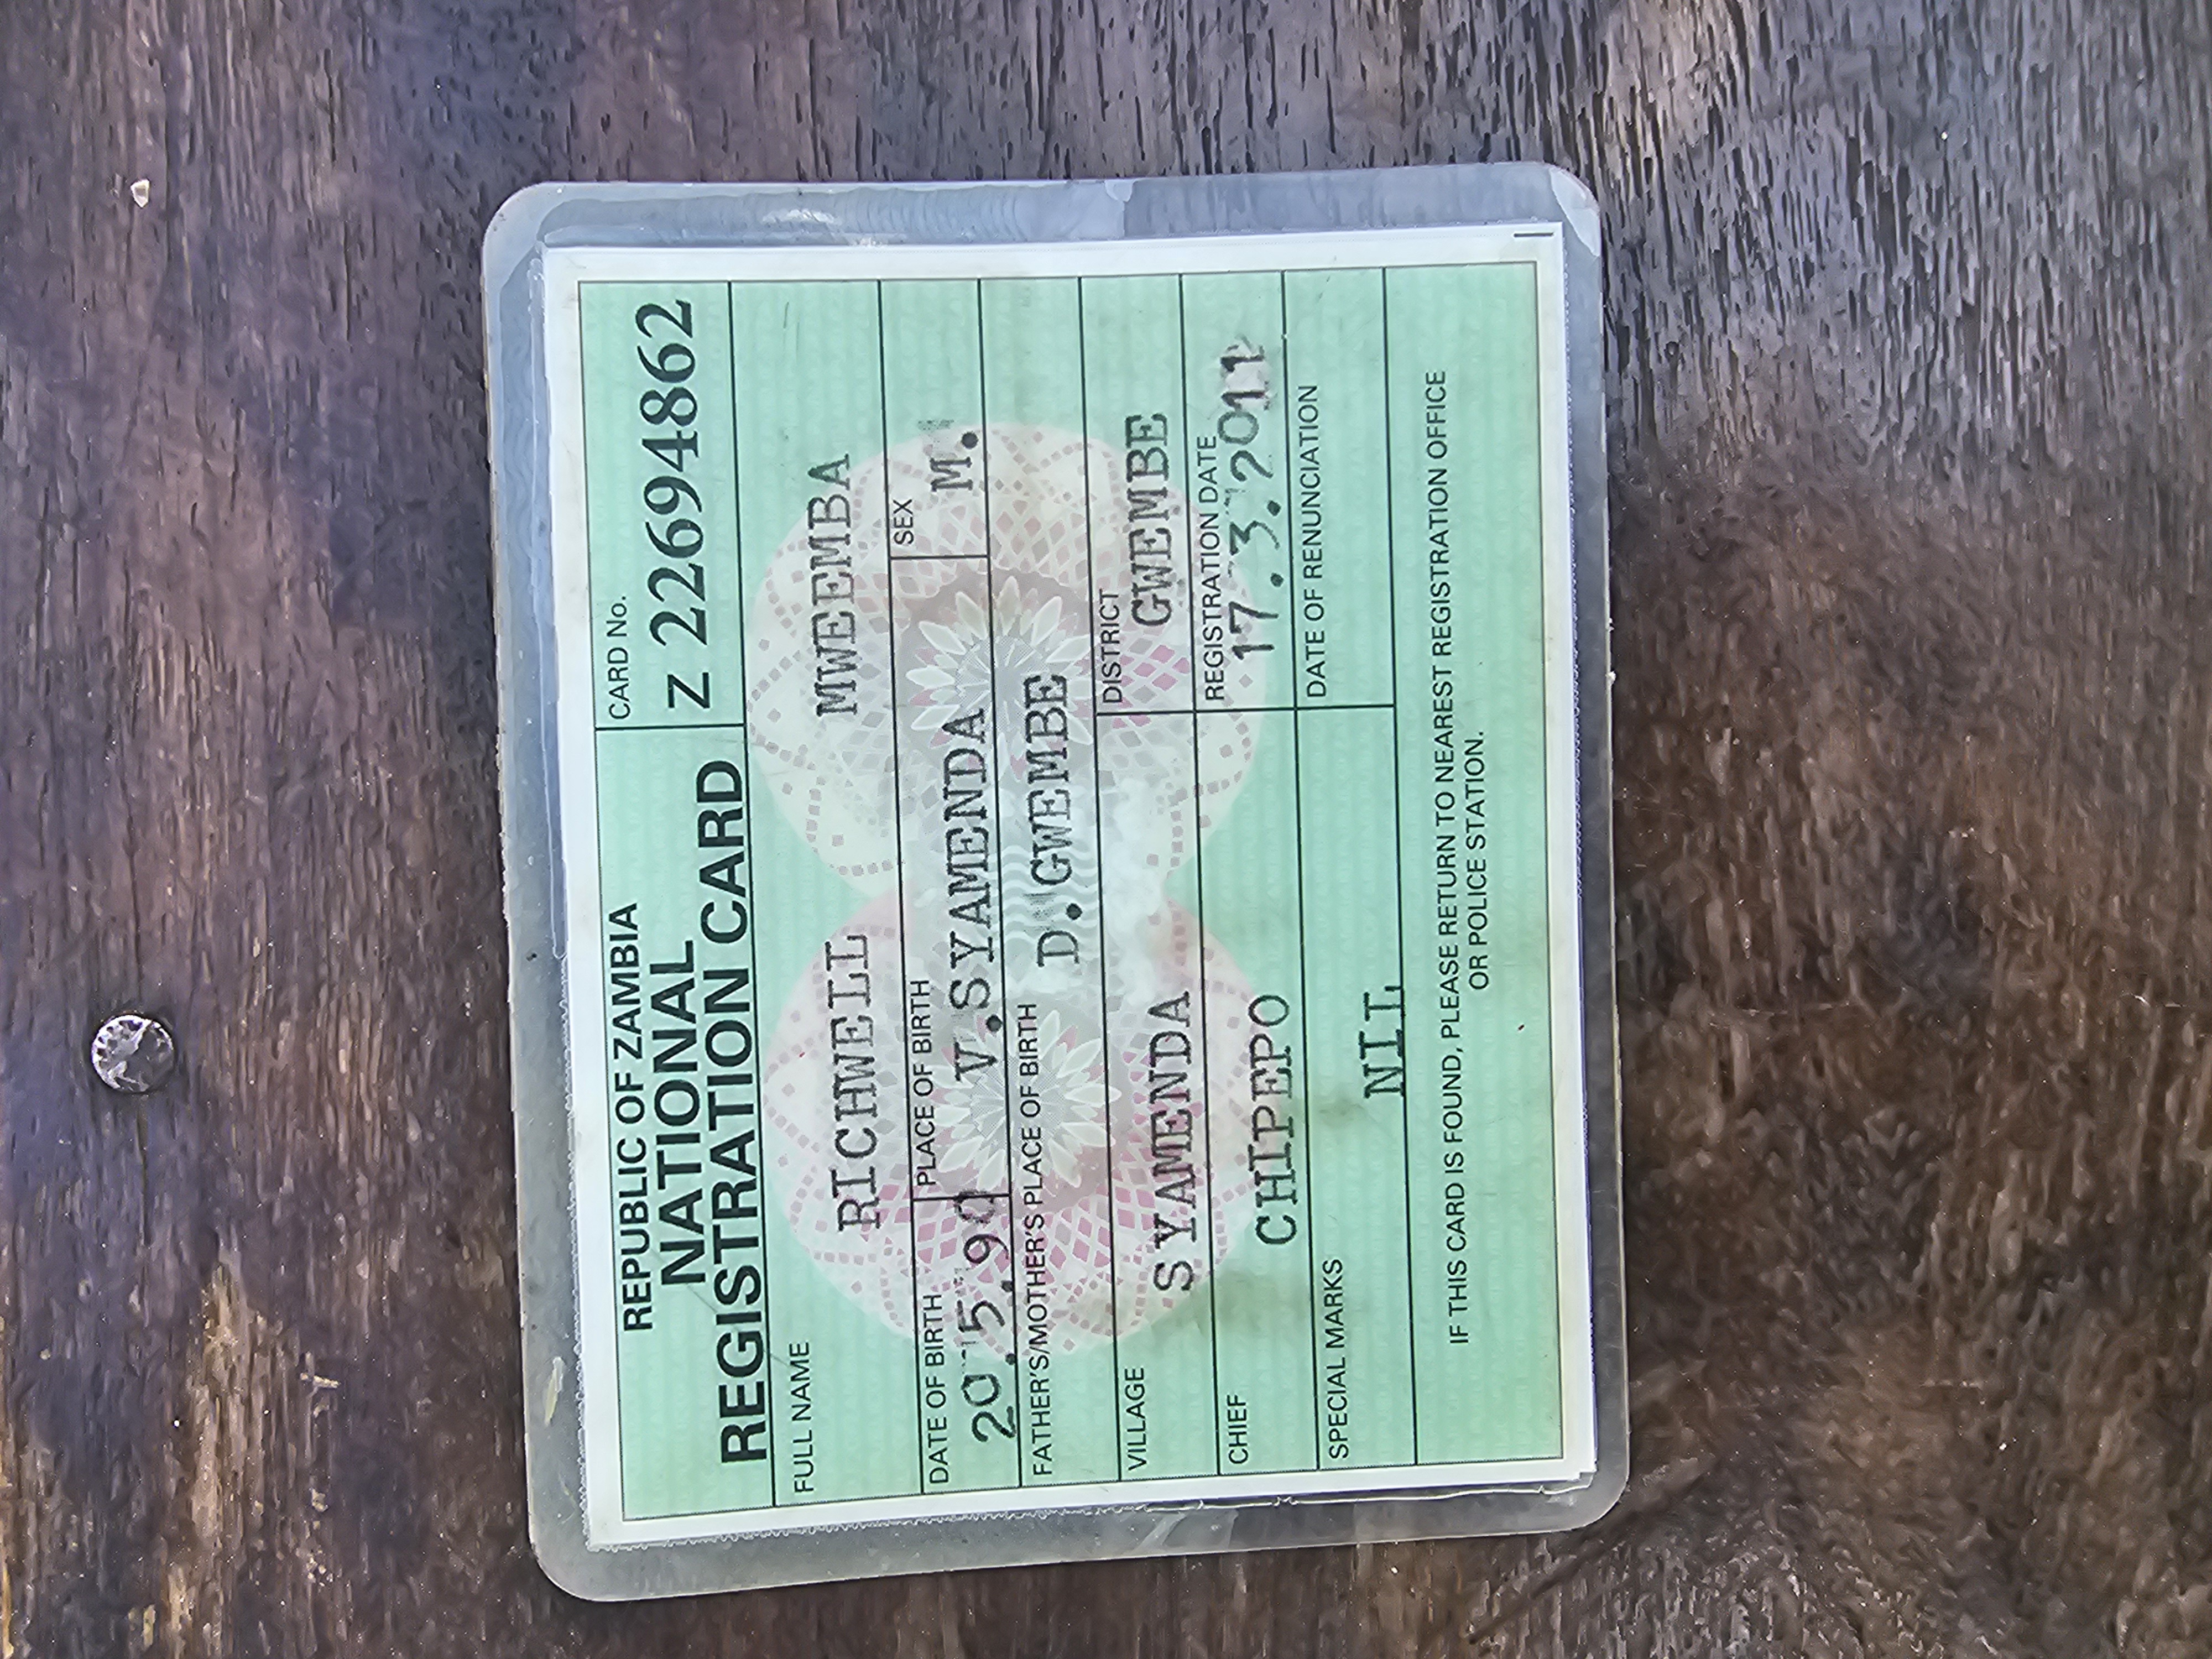 REPUBLIC OF ZAMBIA
NATIONAL
REGISTRATION CARD
CARD No.
Z 22694862
FULL NAME
RICHWELL MWEEMBA
DATE OF BIRTH PLACE OF BIRTH SEX
20.5.90 V.SYAMENDA M.
FATHER'S/MOTHER'S PLACE OF BIRTH
D.GWEMBE
VILLAGE DISTRICT
SYAMENDA GWEMBE
CHIEF REGISTRATION DATE
CHIPEPO 17.3.2011
SPECIAL MARKS DATE OF RENUNCIATION
NIL
IF THIS CARD IS FOUND, PLEASE RETURN TO NEAREST REGISTRATION OFFICE
OR POLICE STATION.